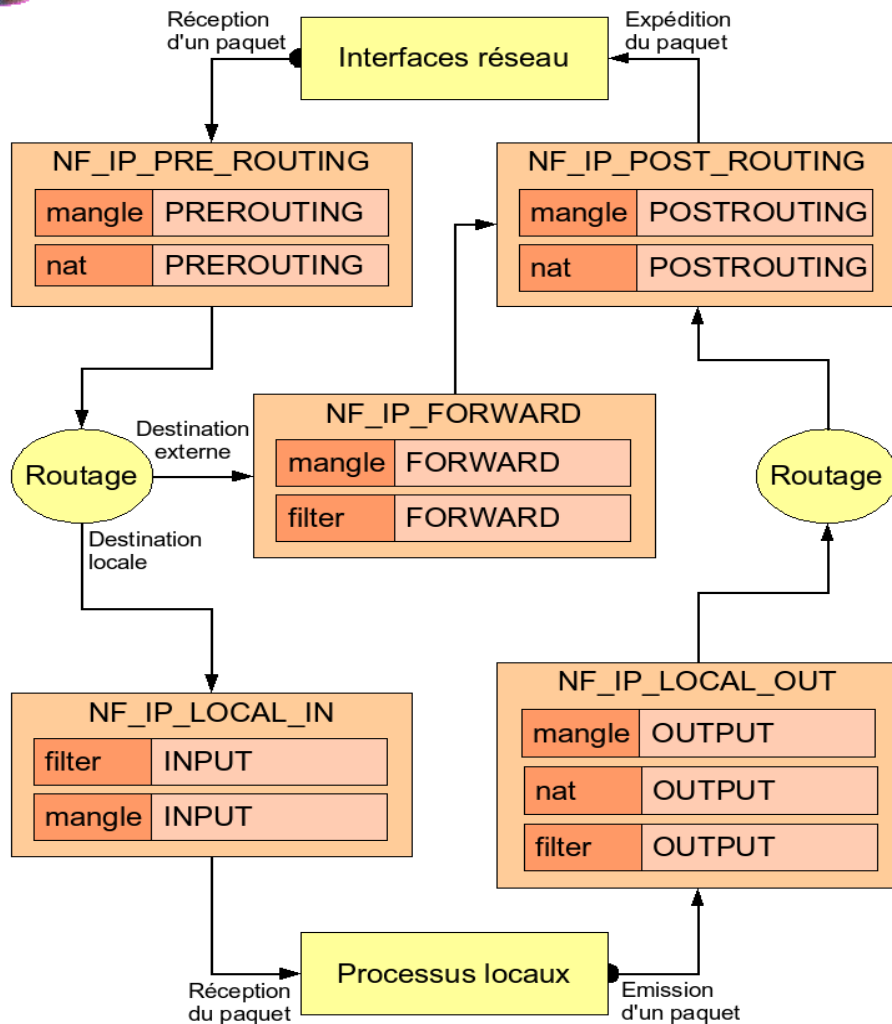 Réception
d'un paquet
Interfaces réseau
Expédition
du paquet
NF_IP_PRE_ROUTING
mangle PREROUTING
nat PREROUTING
NF_IP_POST_ROUTING
mangle POSTROUTING
nat POSTROUTING
Routage
Destination
externe
NF_IP_FORWARD
mangle FORWARD
filter FORWARD
Routage
Destination
locale
NF_IP_LOCAL_IN
filter INPUT
mangle INPUT
NF_IP_LOCAL_OUT
mangle OUTPUT
nat OUTPUT
filter OUTPUT
Réception
du paquet
Processus locaux
Emission
d'un paquet